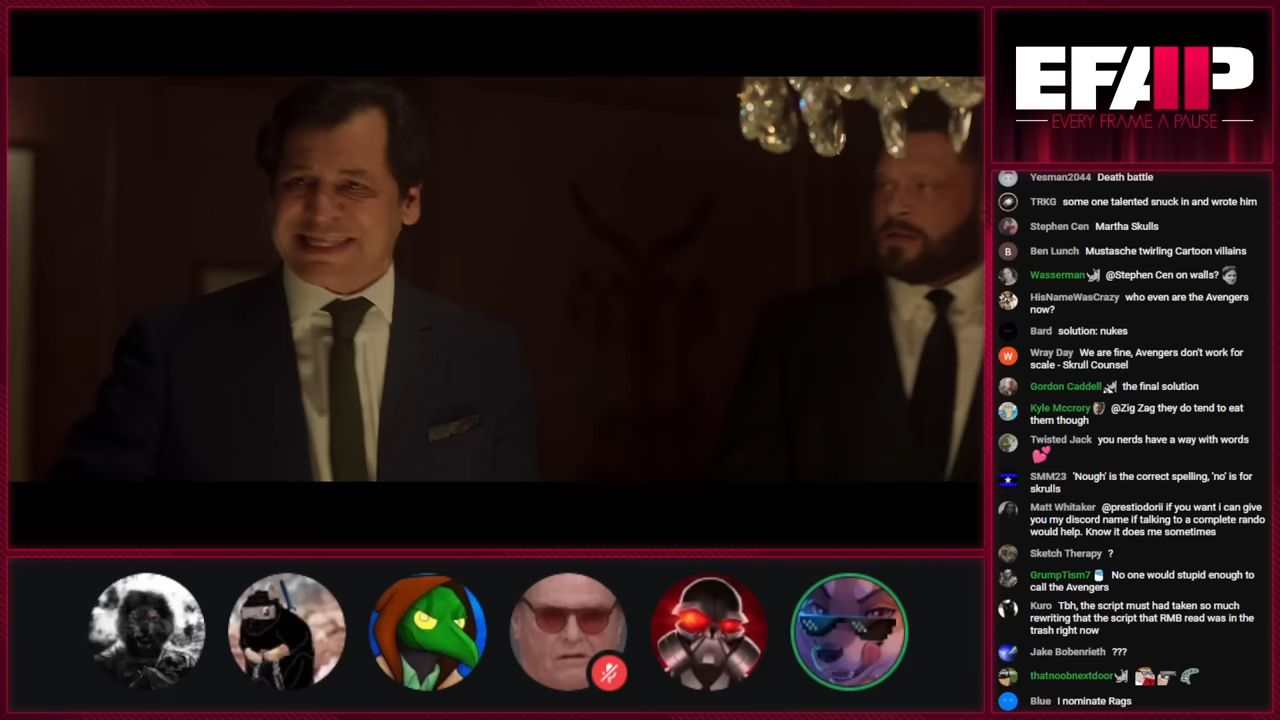 EFAP
EVERY FRAME A PAUSE
Yesman2044 Death battle
TRKG some one talented snuck in and wrote him
Stephen Cen Martha Skulls
B
Ben Lunch Mustasche twirling Cartoon villains
Wasserman @Stephen Cen on walls?
HisNameWasCrazy who even are the Avengers
now?
Bard solution: nukes
W
Wray Day We are fine, Avengers don't work for
scale - Skrull Counsel
Gordon Caddell the final solution
Kyle Mccrory @Zig Zag they do tend to eat
them though
Twisted Jack you nerds have a way with words
SMM23 'Nough' is the correct spelling, 'no' is for
skrulls
Matt Whitaker @prestiodorii if you want i can give
you my discord name if talking to a complete rando
would help. Know it does me sometimes
Sketch Therapy ?
GrumpTism7 No one would stupid enough to
call the Avengers
Kuro Tbh, the script must had taken so much
rewriting that the script that RMB read was in the
trash right now
Jake Bobenrieth ???
thatnoobnextdoor
Blue I nominate Rags